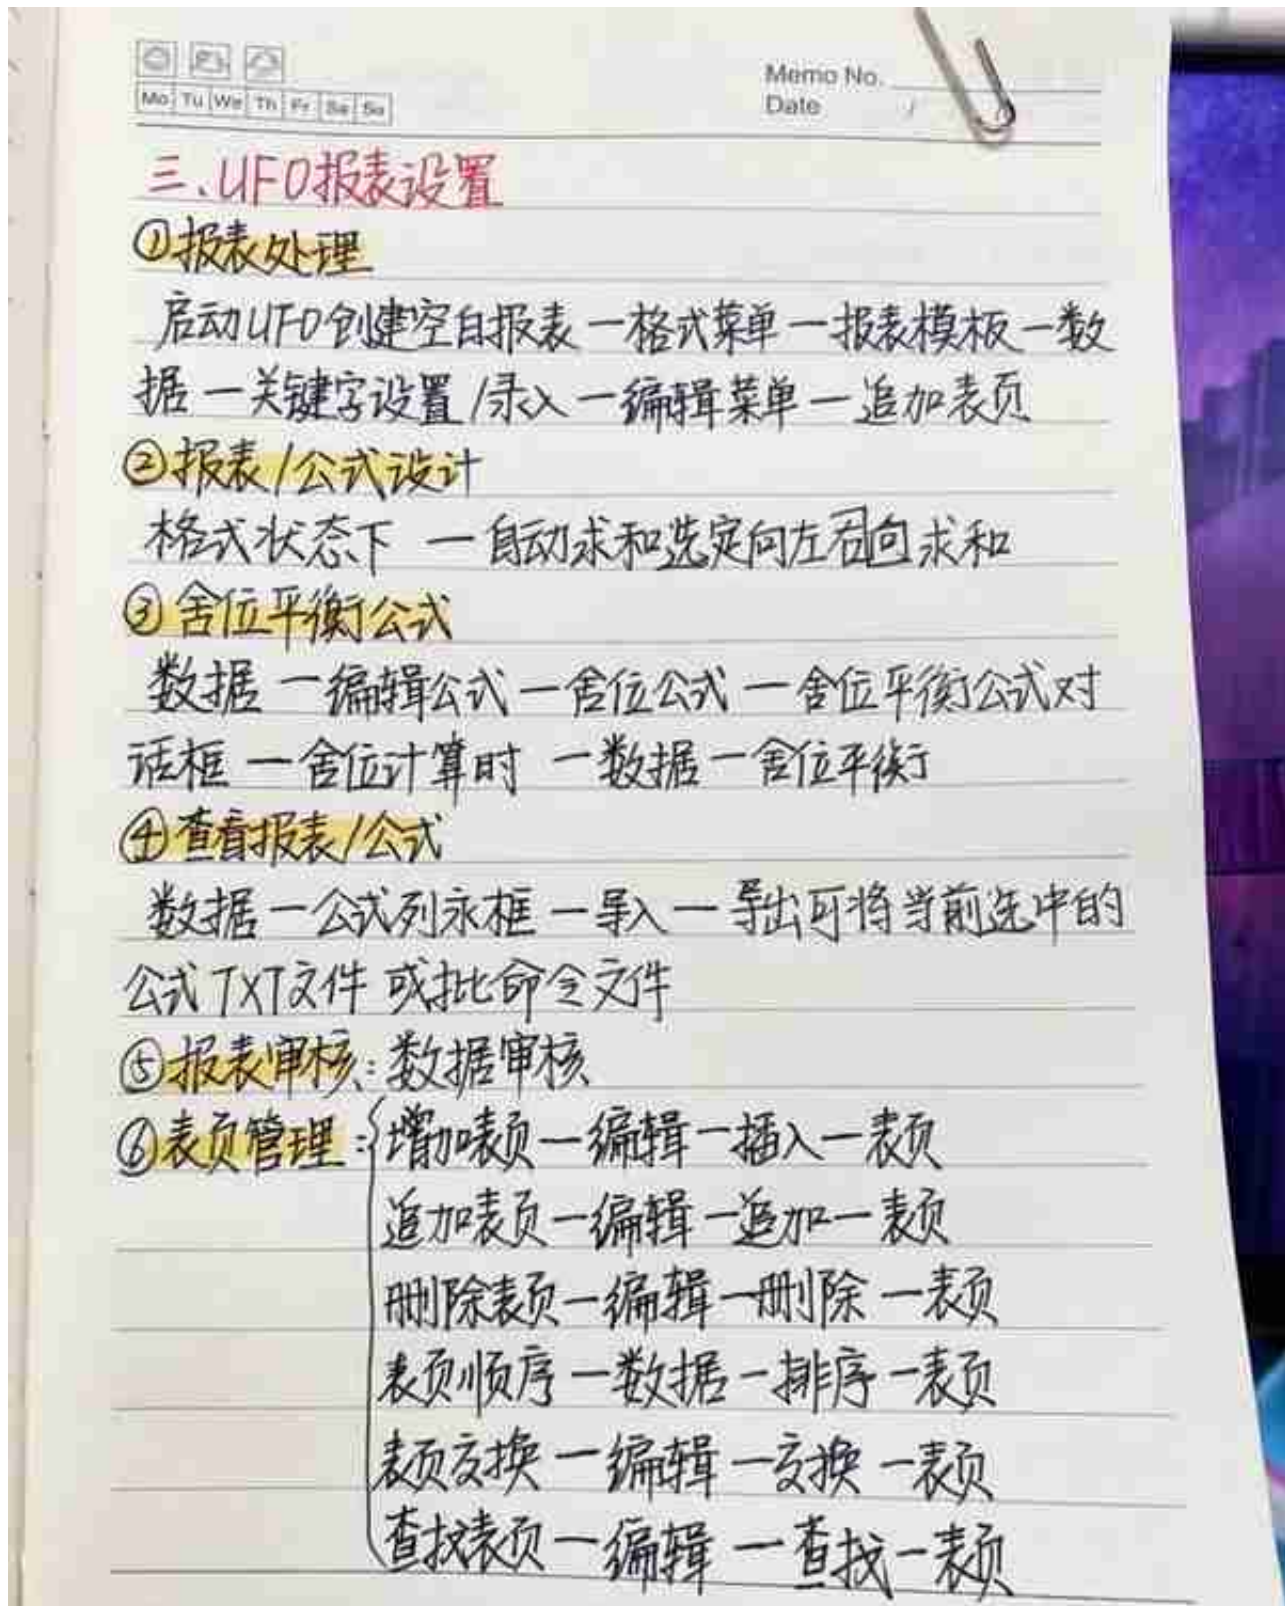 Memo No.
Mo Tu We Th Fr Sa Su
Date / /
三、UFO报表设置
①报表处理
启动UFO创建空白报表一格式菜单一报表模板一数
据一关键字设置/录入一编辑菜单一追加表页
②报表/公式设计
格式状态下 一自动求和选定向左右向求和
③舍位平衡公式
数据一编辑公式一舍位公式一舍位平衡公式对
话框一舍位计算时 一数据一舍位平衡
④查看报表/公式
数据一公式列永框一导入一导出可将当前选中的
公式TXT文件 或批命令文件
⑤报表审核:数据审核
⑥表页管理:增加表页一编辑一插入一表页
追加表页一编辑一追加一表页
删除表页一编辑一删除一表页
表页顺序一数据一排序一表页
表页交换一编辑一交换一表页
查找表页一编辑一查找一表页